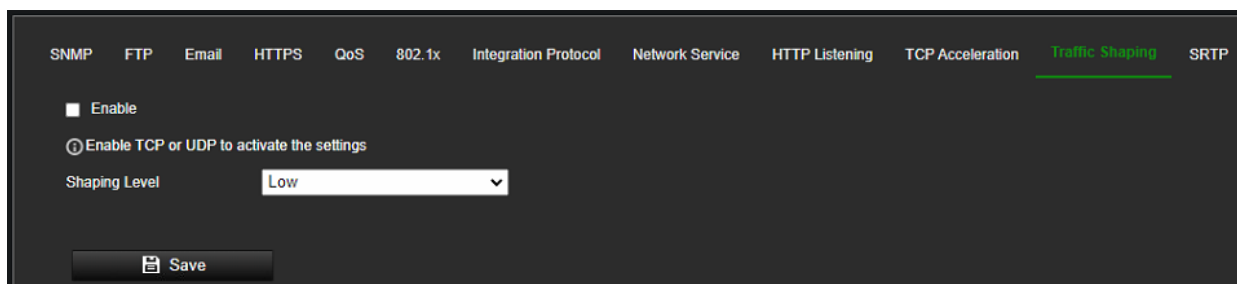 SNMP FTP Email HTTPS QoS 802.1x Integration Protocol Network Service HTTP Listening TCP Acceleration Traffic Shaping SRTP
Enable
Enable TCP or UDP to activate the settings
Shaping Level Low
Save